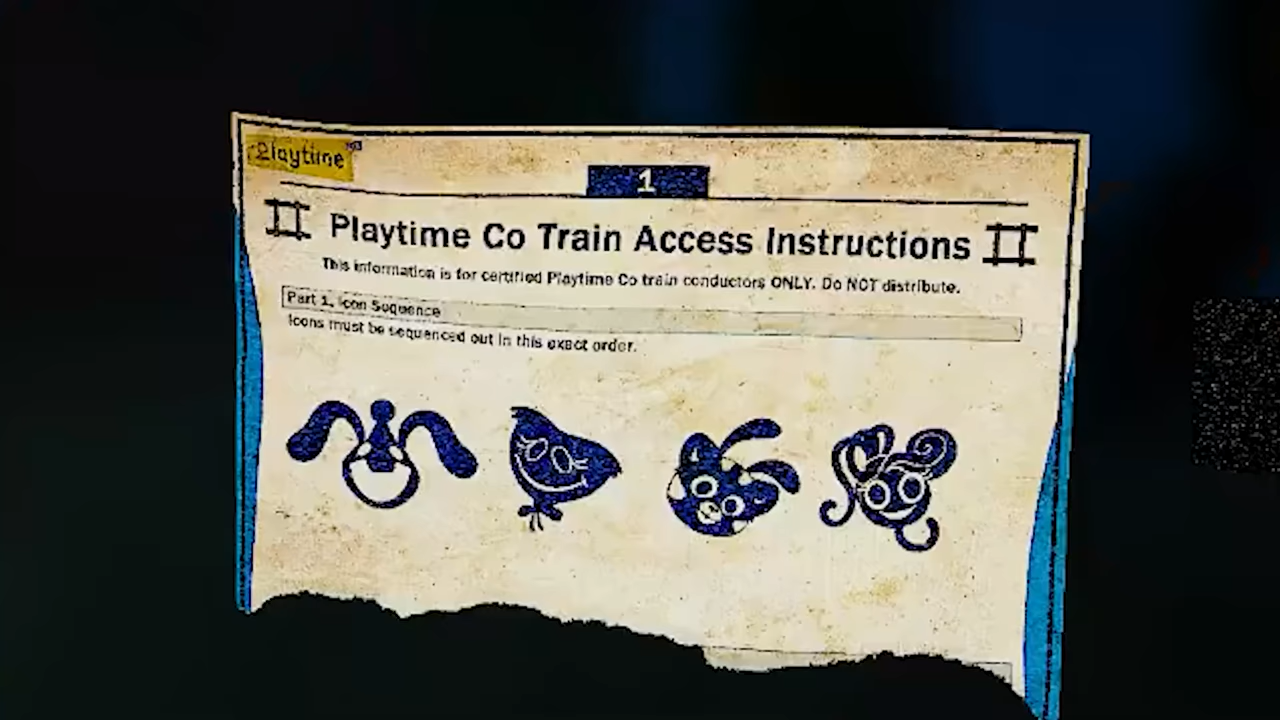 Playtime
1
Playtime Co Train Access Instructions
This information is for certified Playtime Co train conductors ONLY. Do NOT distribute.
Part 1, Icon Sequence
Icons must be sequenced out in this exact order.